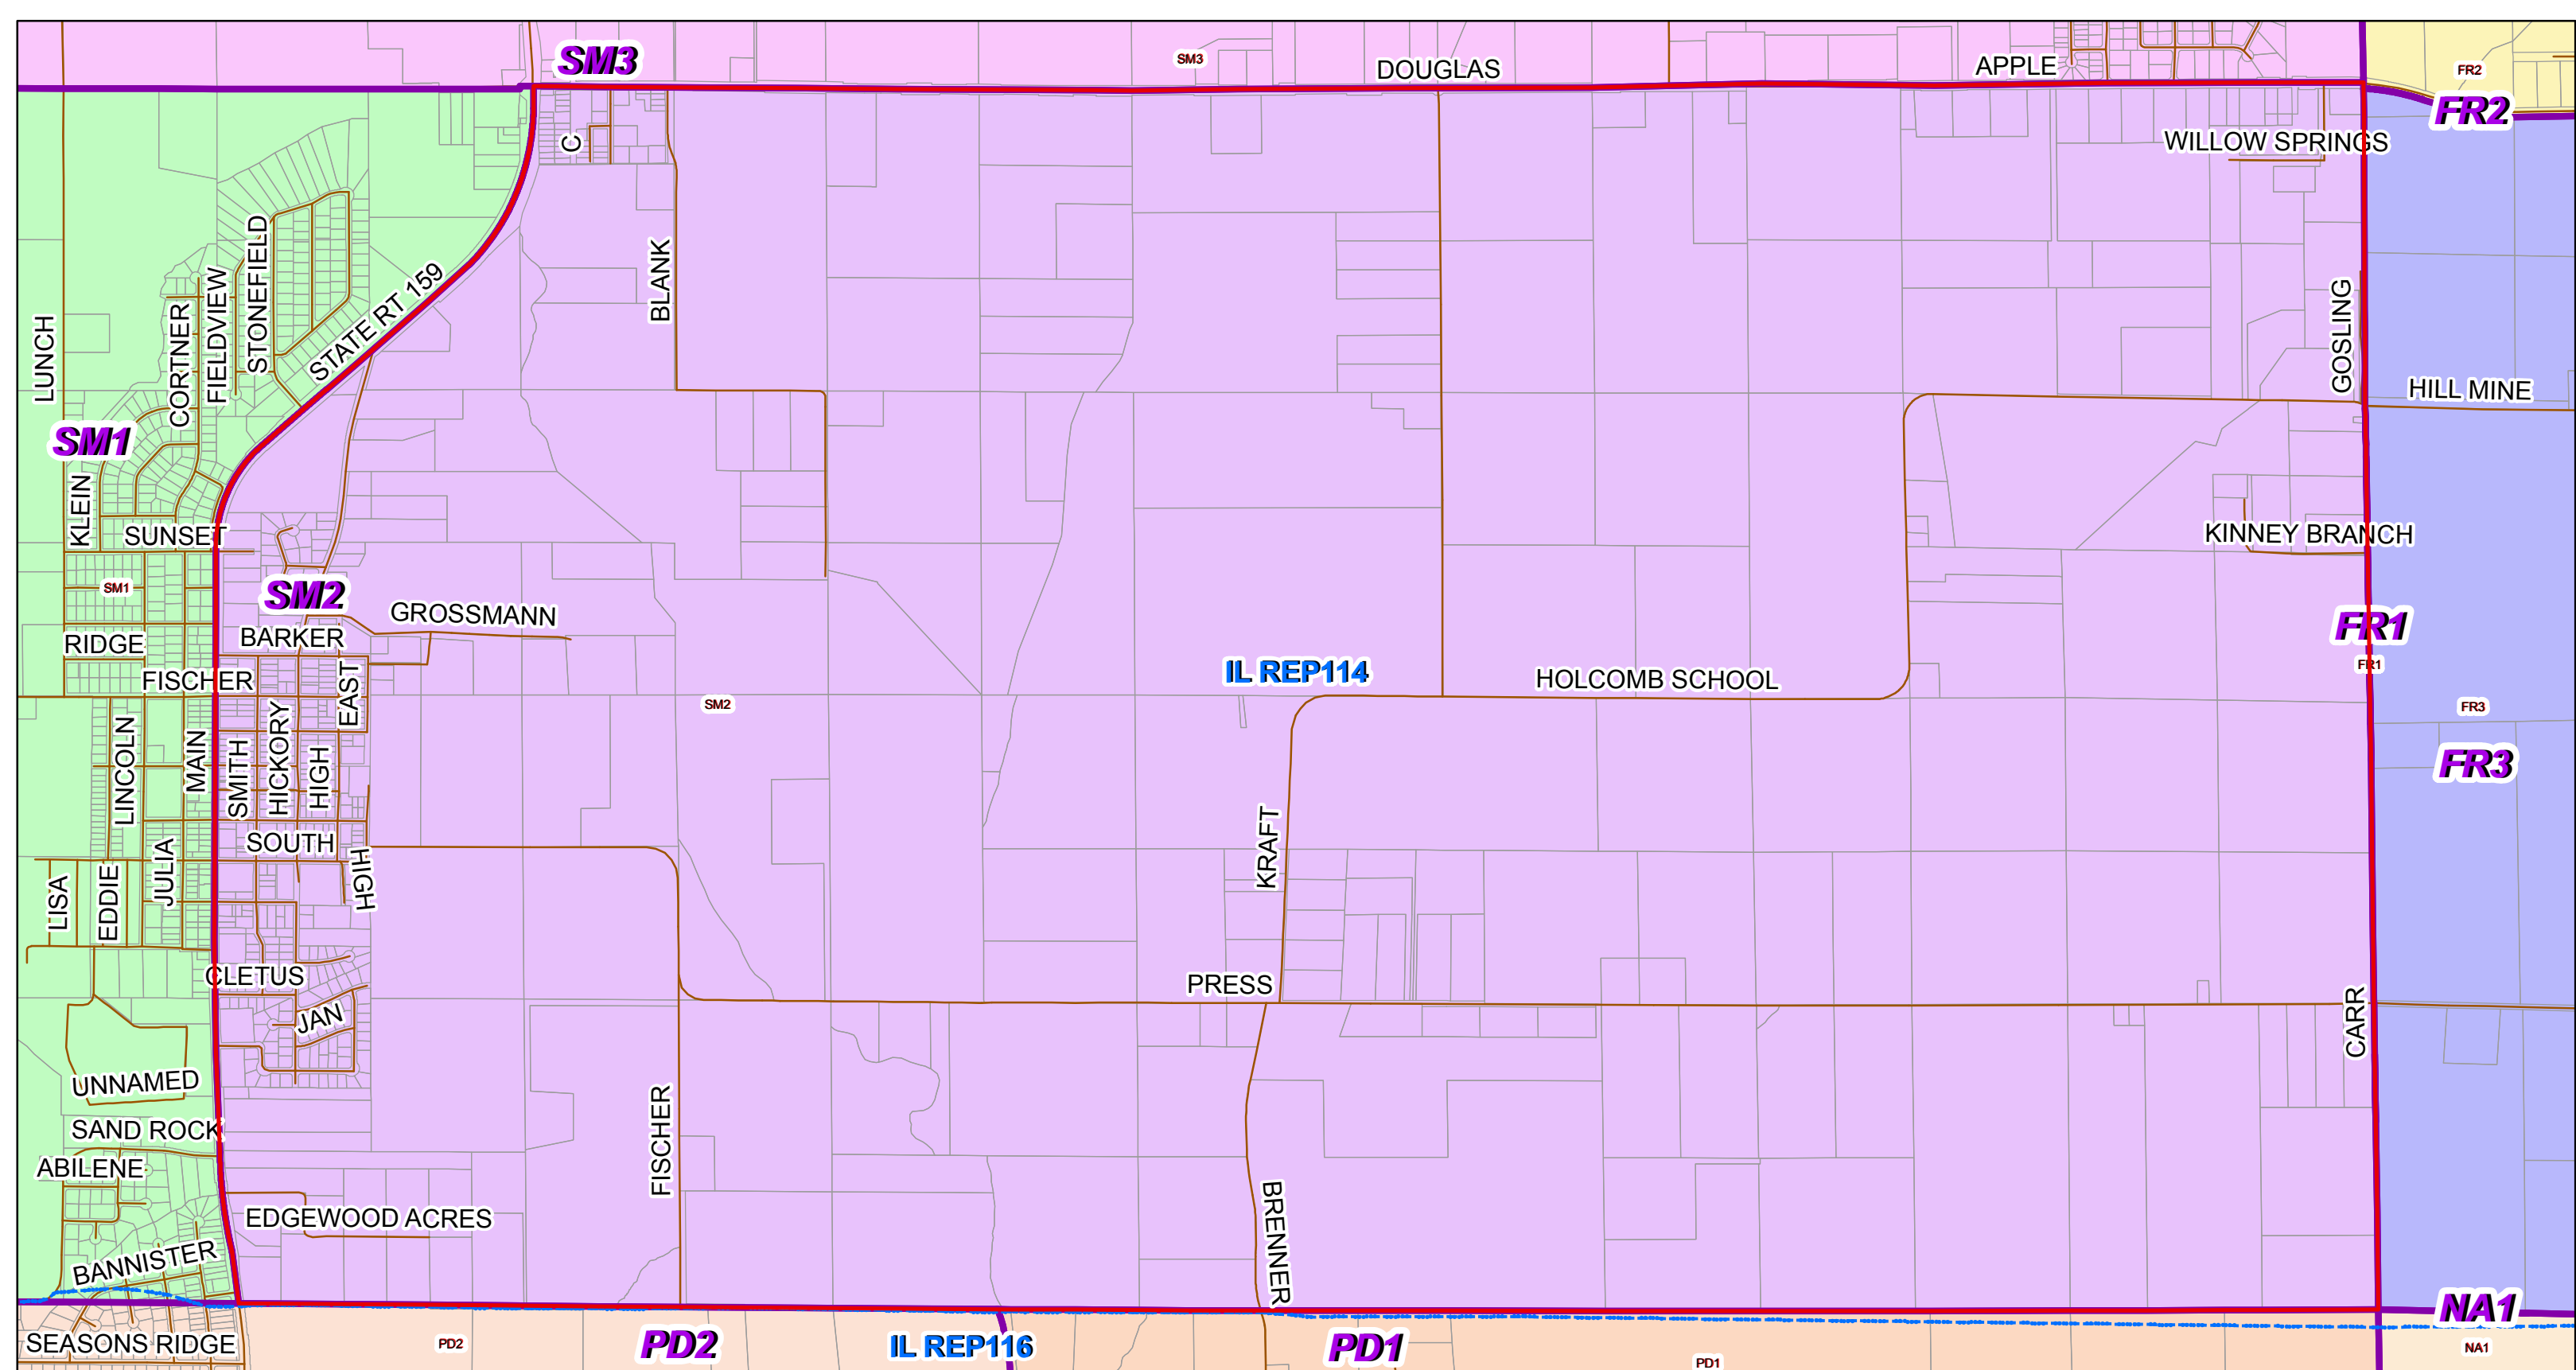 SM3
SM3
DOUGLAS
APPLE
FR2
FR2
C
WILLOW SPRINGS
STONEFIELD
BLANK
FIELDVIEW
CORTNER
STATE RT 159
LUNCH
GOSLING
HILL MINE
SM1
KLEIN
SUNSET
KINNEY BRANCH
SM1
SM2
GROSSMANN
BARKER
RIDGE
FR1
FR1
IL REP114
HOLCOMB SCHOOL
FISCHER
EAST
SM2
FR3
FR3
LINCOLN
MAIN
SMITH
HICKORY
HIGH
SOUTH
KRAFT
JULIA
HIGH
LISA
EDDIE
CLETUS
PRESS
JAN
CARR
UNNAMED
SAND ROCK
FISCHER
ABILENE
EDGEWOOD ACRES
BRENNER
BANNISTER
NA1
SEASONS RIDGE
PD2
PD2
IL REP116
PD1
PD1
NA1